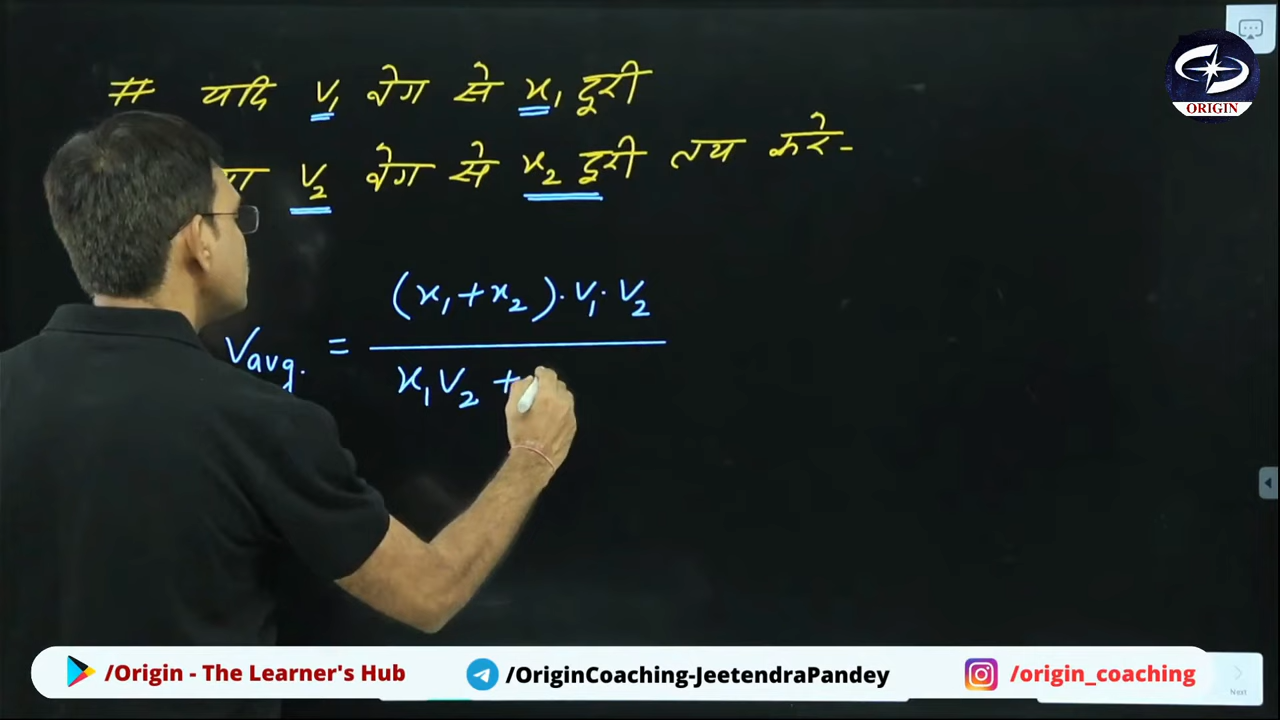 # यदि V₁ वेग से x₁ दूरी
V₂ वेग से x₂ दूरी तय करे-
(x₁+x₂)·V₁·V₂
Vavg. =
x₁V₂ +
ORIGIN
Next
/Origin - The Learner's Hub
/OriginCoaching-JeetendraPandey
/origin_coaching